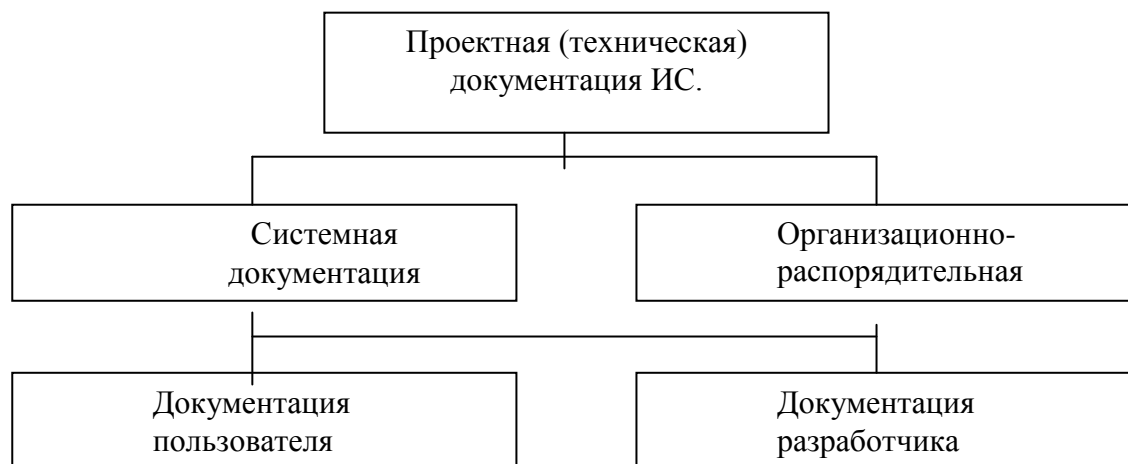 Проектная (техническая)
документация ИС.
Системная
документация
Организационно-
распорядительная
Документация
пользователя
Документация
разработчика